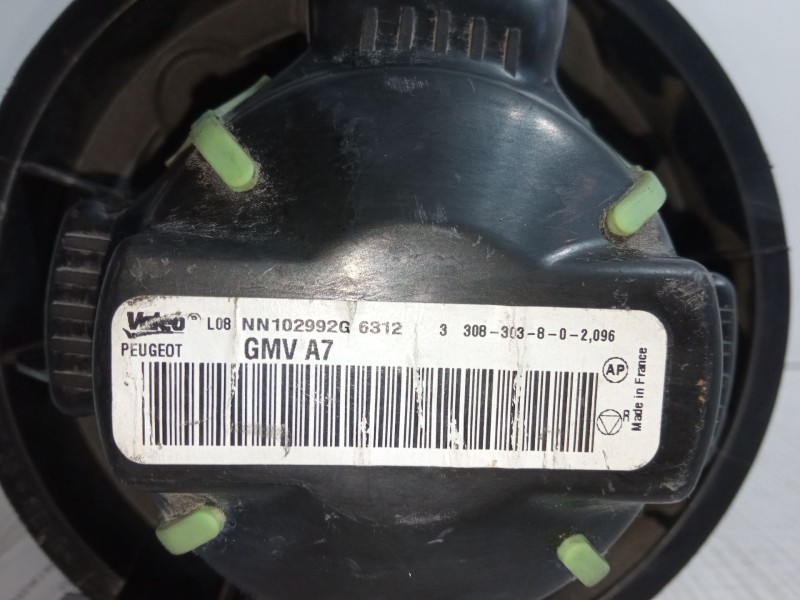 Valeo® L08 NN102992G 6312 3 308-303-8-0-2,096
PEUGEOT GMV A7
AP
R
Made in France